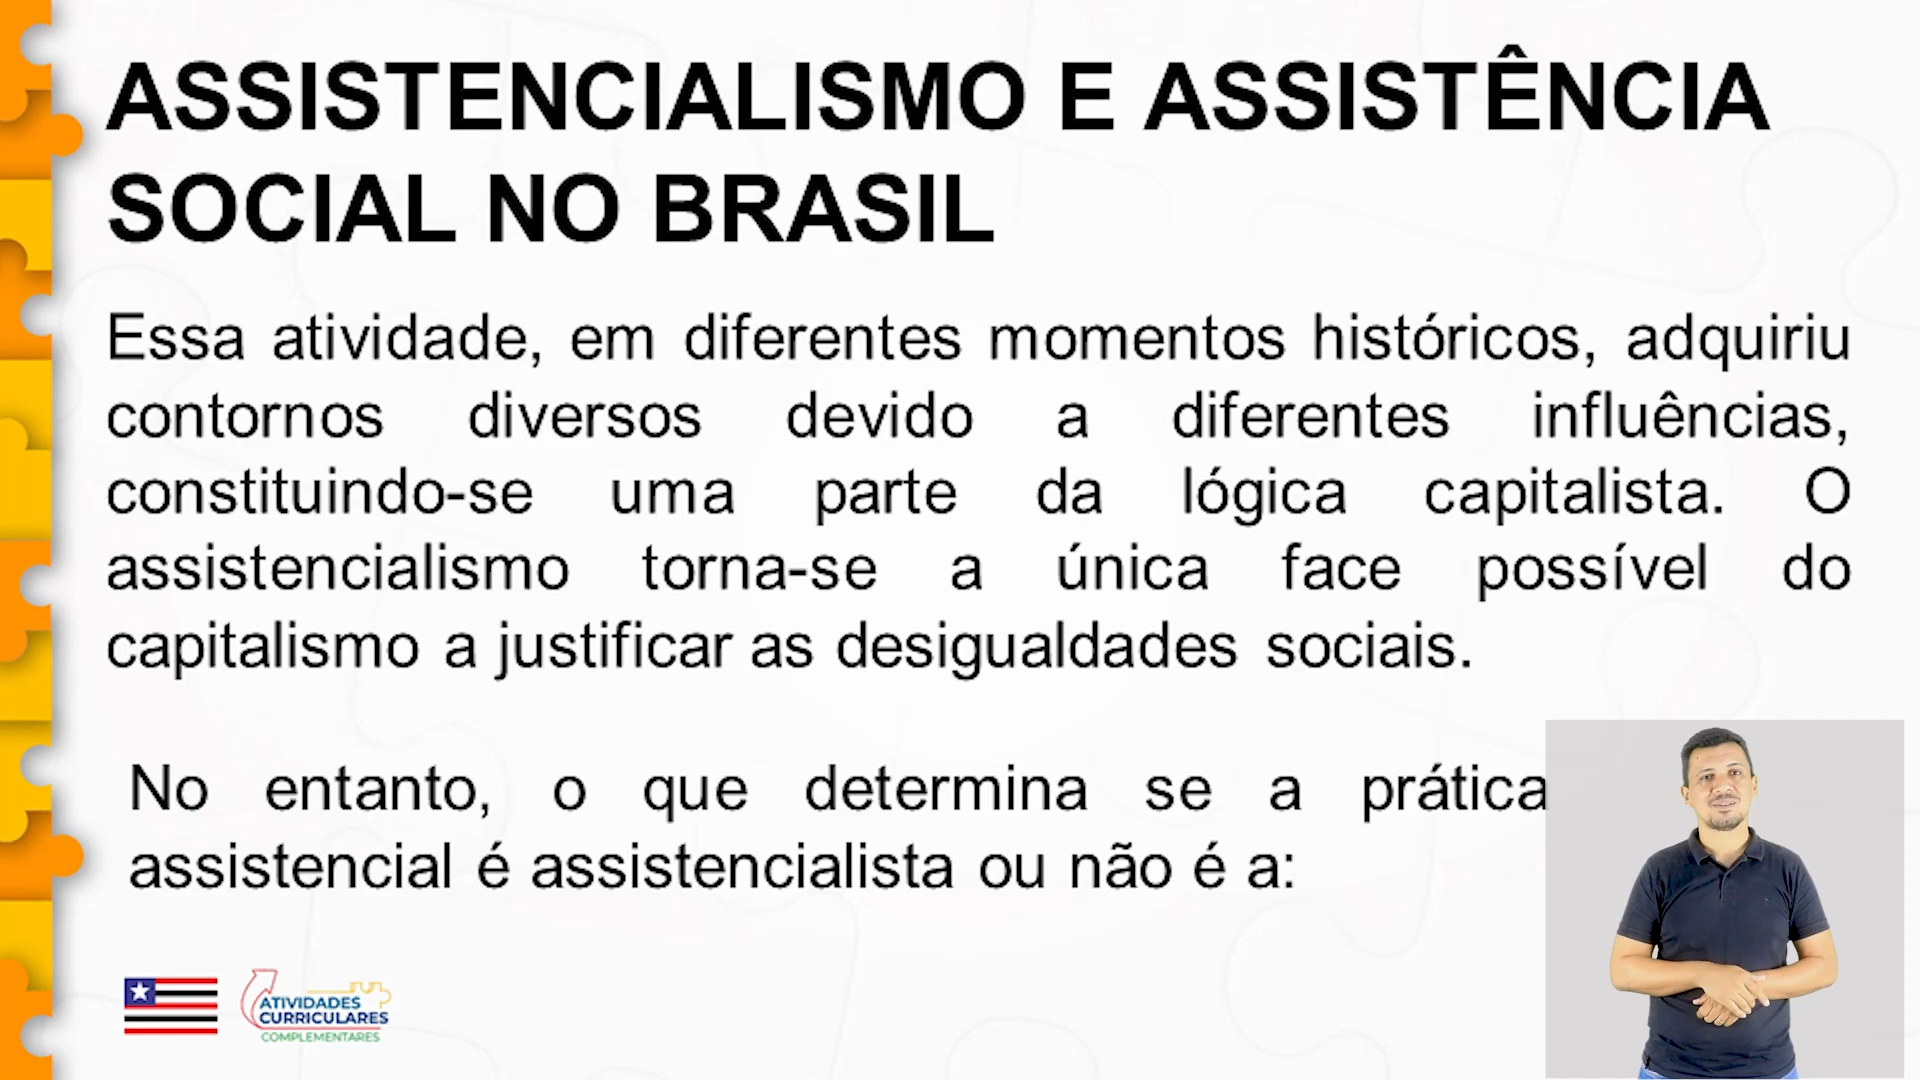 ASSISTENCIALISMO E ASSISTÊNCIA
SOCIAL NO BRASIL
Essa atividade, em diferentes momentos históricos, adquiriu
contornos diversos devido a diferentes influências,
constituindo-se uma parte da lógica capitalista. O
assistencialismo torna-se a única face possível do
capitalismo a justificar as desigualdades sociais.
No entanto, o que determina se a prática
assistencial é assistencialista ou não é a:
ATIVIDADES
CURRICULARES
COMPLEMENTARES